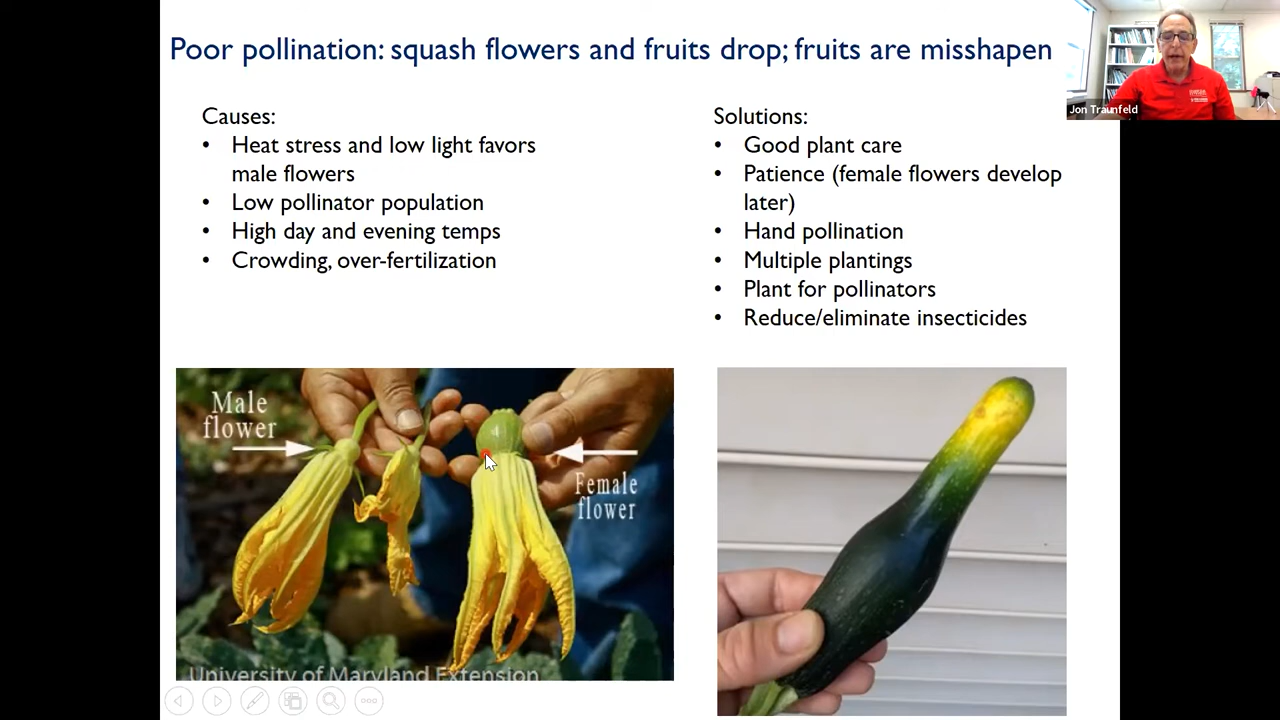 Poor pollination: squash flowers and fruits drop; fruits are misshapen
Jon Traunfeld
Causes:
• Heat stress and low light favors
male flowers
• Low pollinator population
• High day and evening temps
• Crowding, over-fertilization
Solutions:
• Good plant care
• Patience (female flowers develop
later)
• Hand pollination
• Multiple plantings
• Plant for pollinators
• Reduce/eliminate insecticides
Male
flower
Female
flower
University of Maryland Extension